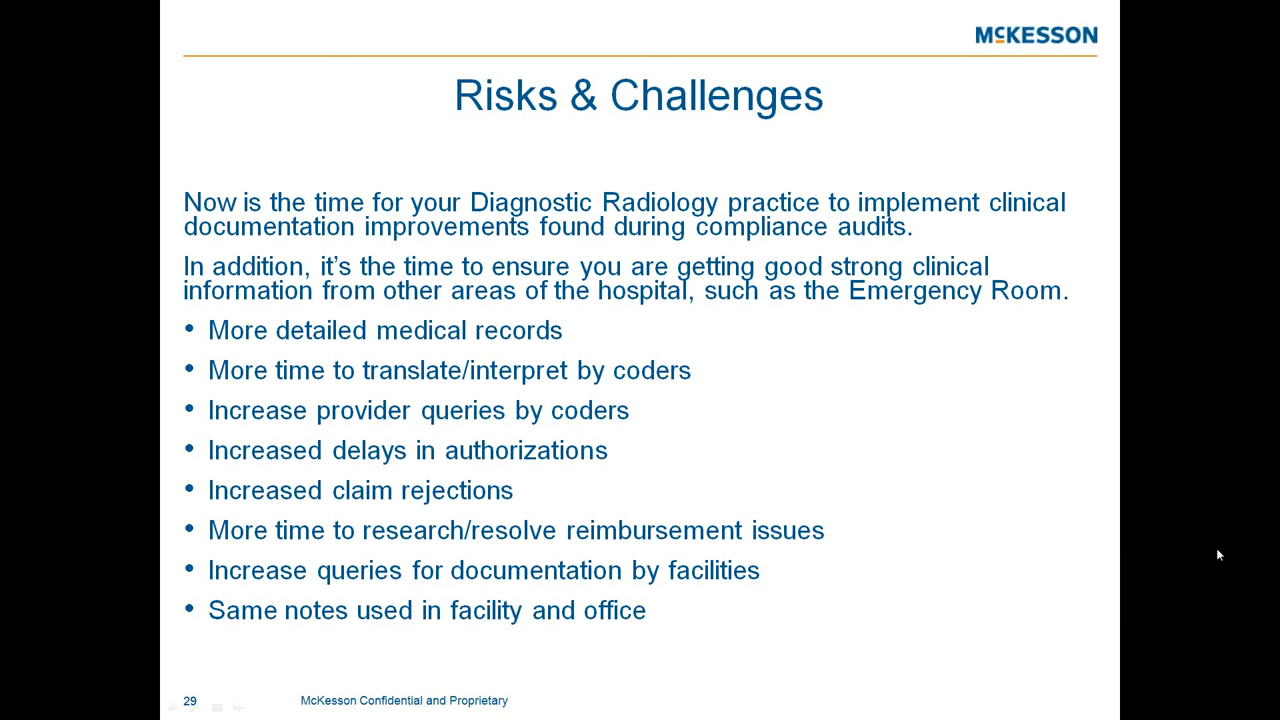 McKESSON
Risks & Challenges
Now is the time for your Diagnostic Radiology practice to implement clinical
documentation improvements found during compliance audits.
In addition, it’s the time to ensure you are getting good strong clinical
information from other areas of the hospital, such as the Emergency Room.
• More detailed medical records
• More time to translate/interpret by coders
• Increase provider queries by coders
• Increased delays in authorizations
• Increased claim rejections
• More time to research/resolve reimbursement issues
• Increase queries for documentation by facilities
• Same notes used in facility and office
29 McKesson Confidential and Proprietary